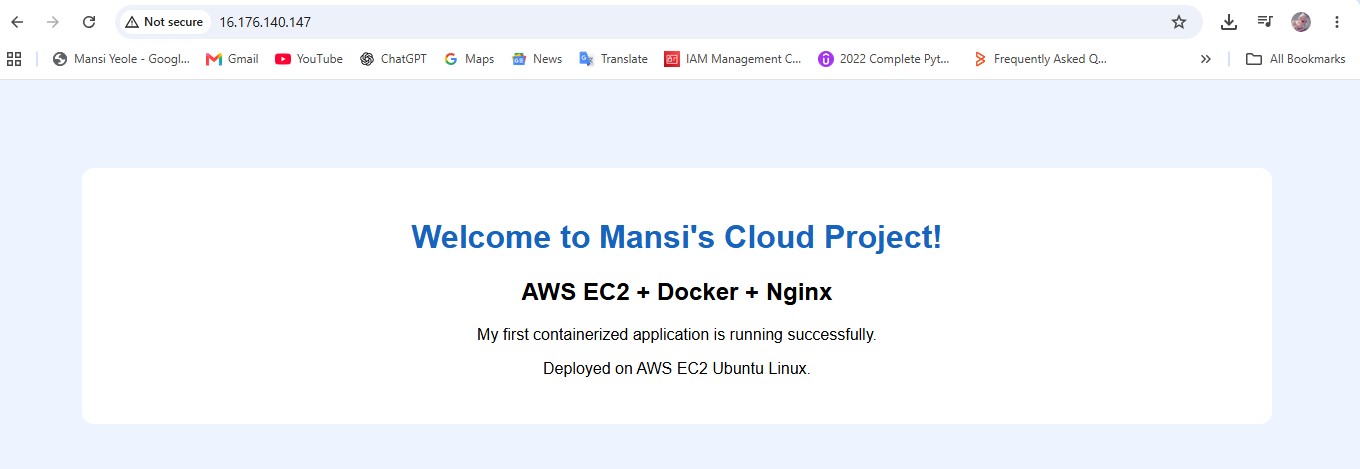 Not secure 16.176.140.147
Mansi Yeole - Googl... Gmail YouTube ChatGPT Maps News Translate IAM Management C... 2022 Complete Pyt... Frequently Asked Q... All Bookmarks
Welcome to Mansi's Cloud Project!
AWS EC2 + Docker + Nginx
My first containerized application is running successfully.
Deployed on AWS EC2 Ubuntu Linux.